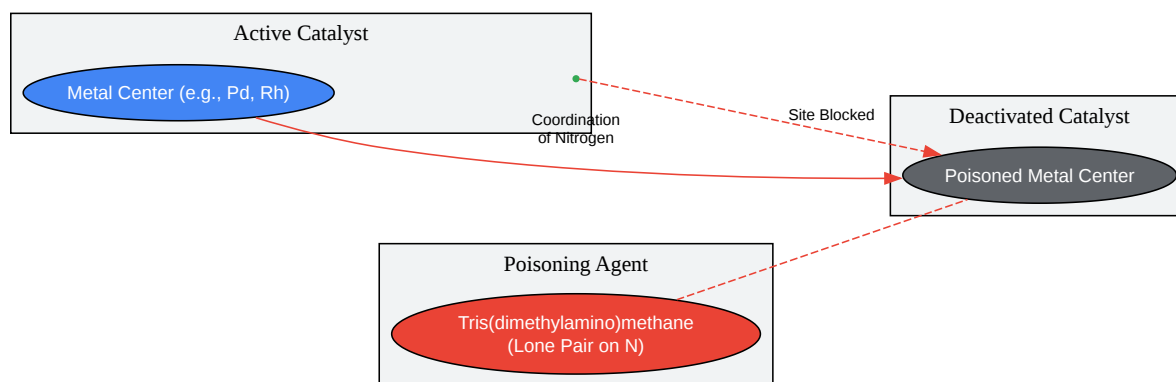 Active Catalyst
Metal Center (e.g., Pd, Rh)
Coordination
of Nitrogen
Site Blocked
Deactivated Catalyst
Poisoned Metal Center
Poisoning Agent
Tris(dimethylamino)methane
(Lone Pair on N)